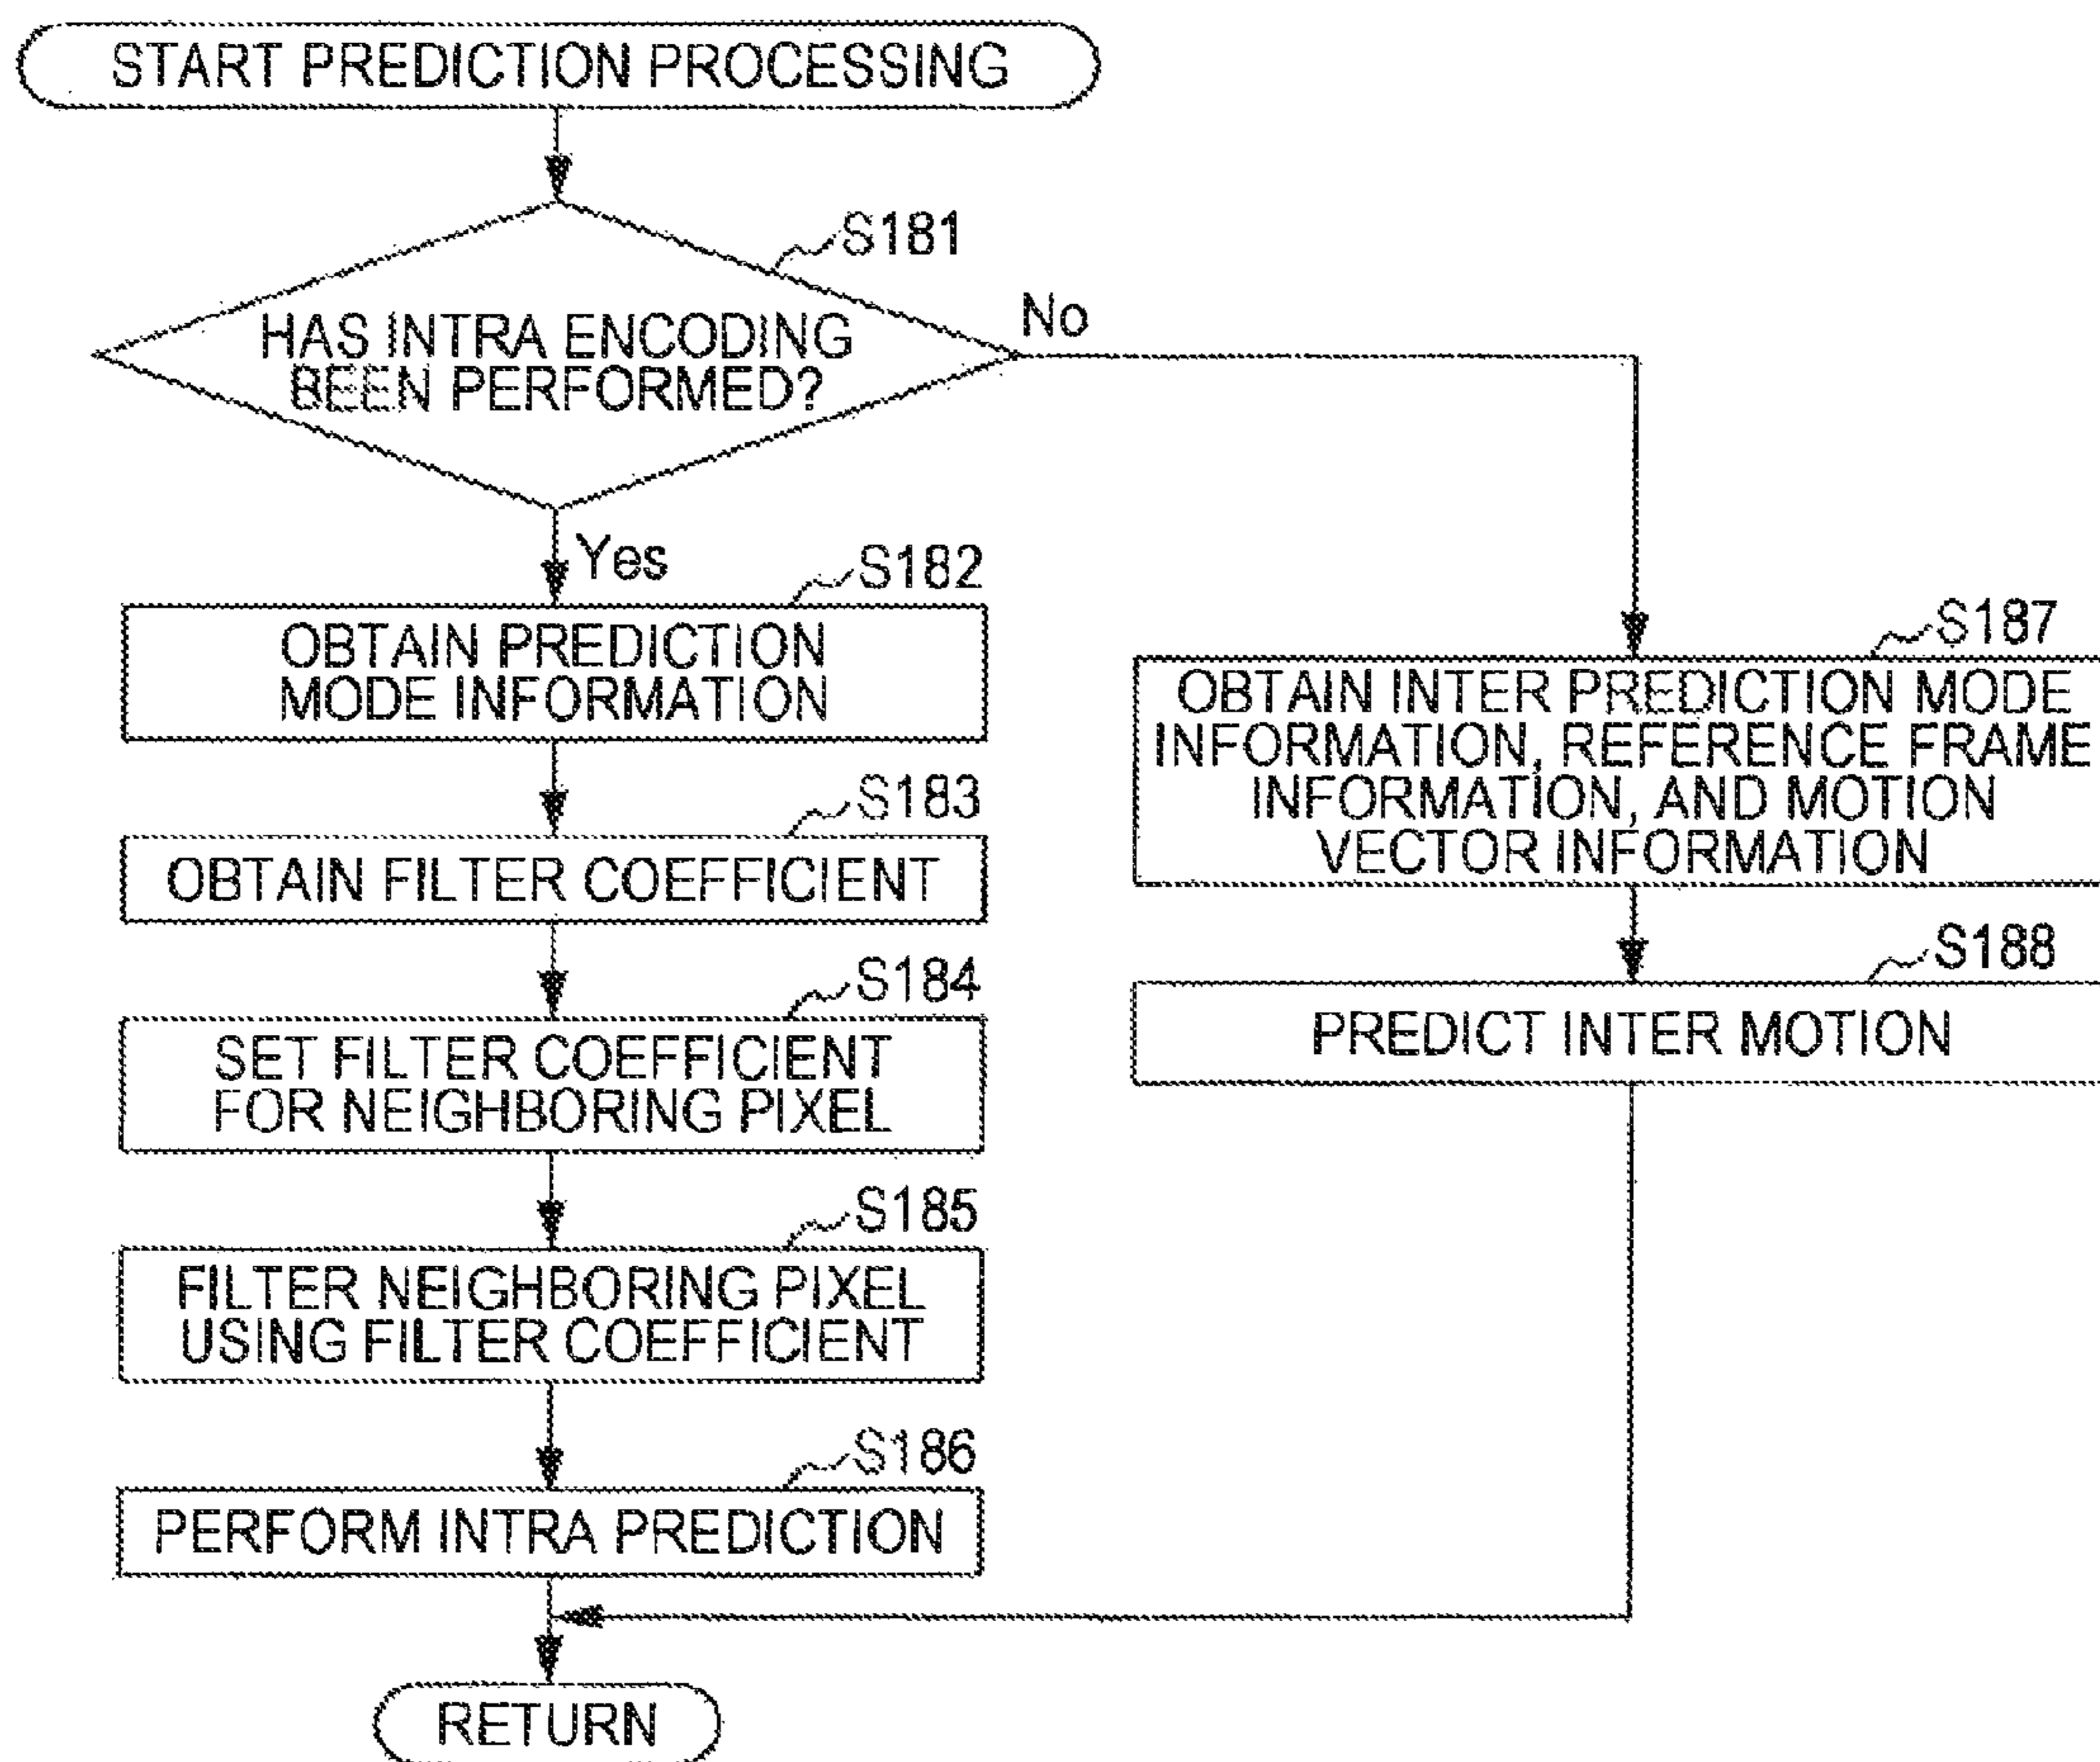 START PREDICTION PROCESSING
S181
HAS INTRA ENCODING
BEEN PERFORMED?
No
Yes
S182
OBTAIN PREDICTION
MODE INFORMATION
S183
OBTAIN FILTER COEFFICIENT
S184
SET FILTER COEFFICIENT
FOR NEIGHBORING PIXEL
S185
FILTER NEIGHBORING PIXEL
USING FILTER COEFFICIENT
S186
PERFORM INTRA PREDICTION
S187
OBTAIN INTER PREDICTION MODE
INFORMATION, REFERENCE FRAME
INFORMATION, AND MOTION
VECTOR INFORMATION
S188
PREDICT INTER MOTION
RETURN